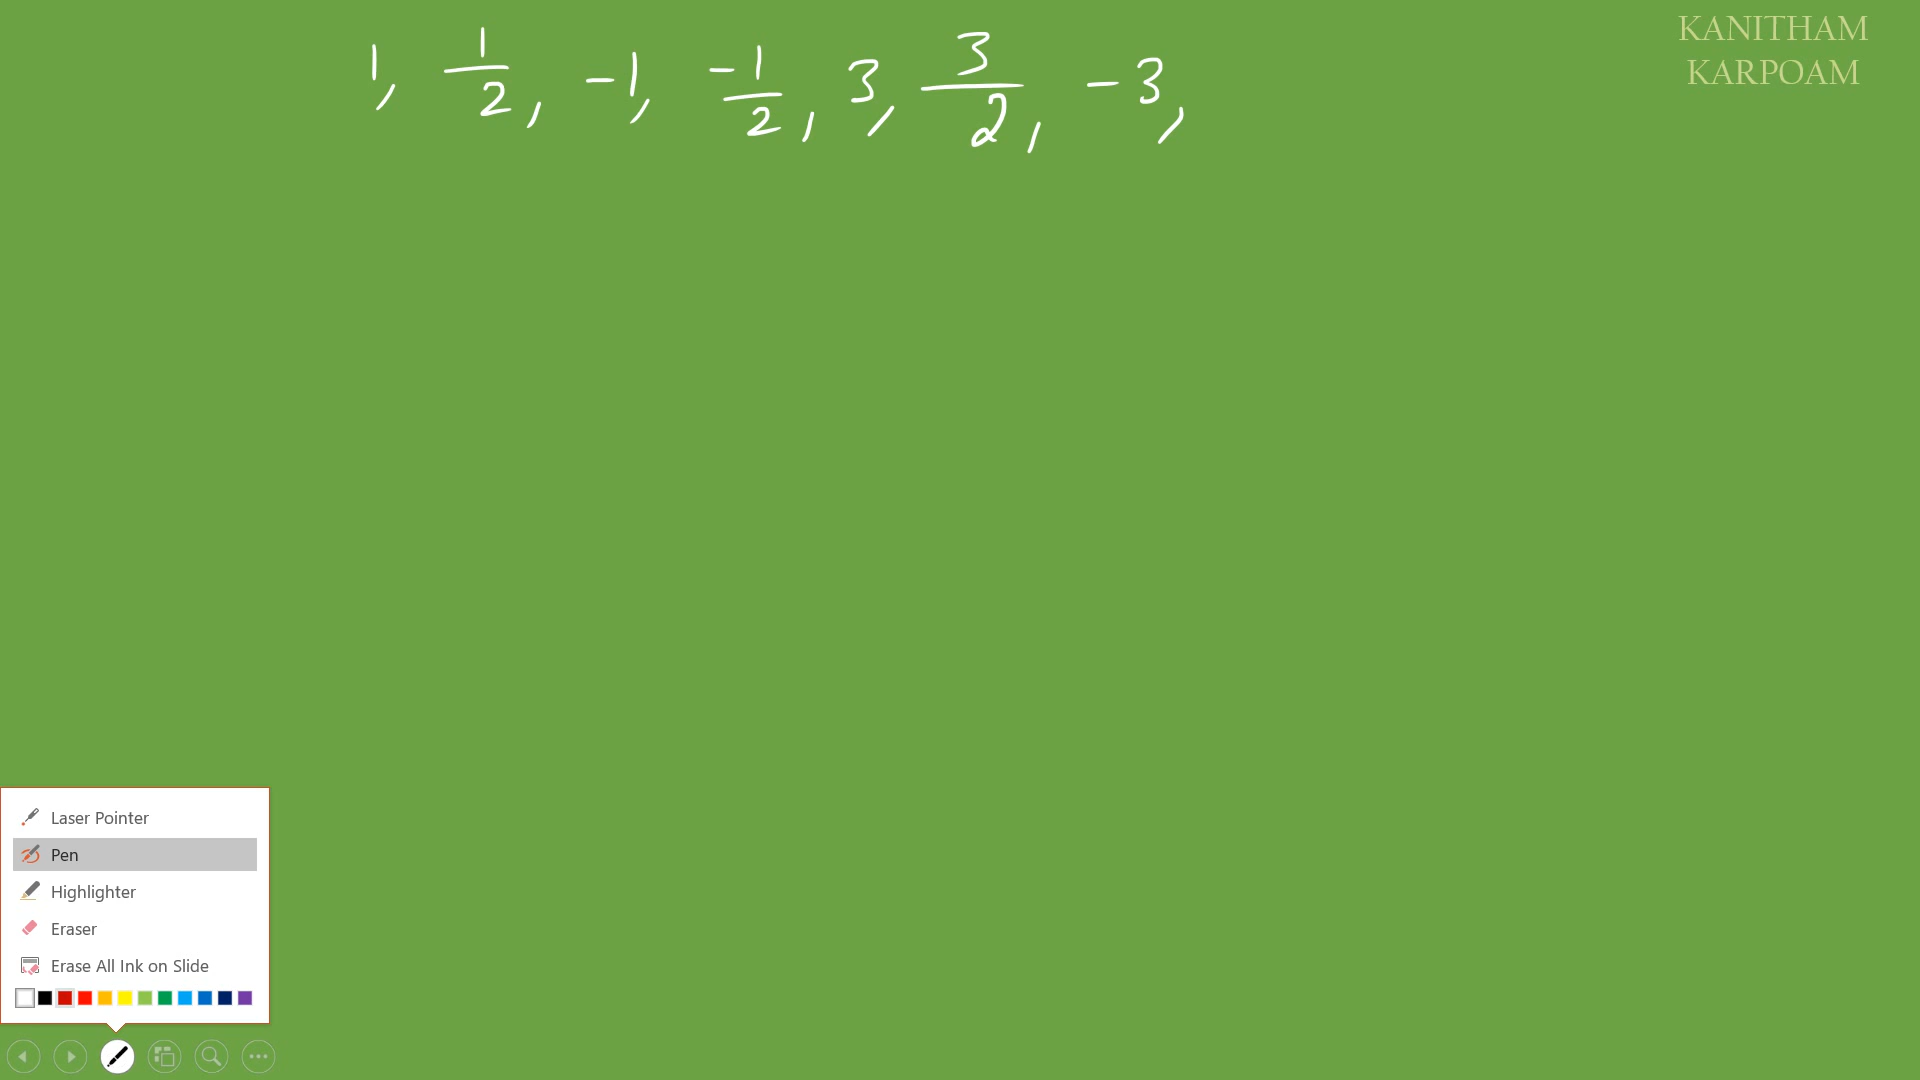 1, 1/2, -1, -1/2, 3, 3/2, -3,
KANITHAM
KARPOAM
Laser Pointer
Pen
Highlighter
Eraser
Erase All Ink on Slide